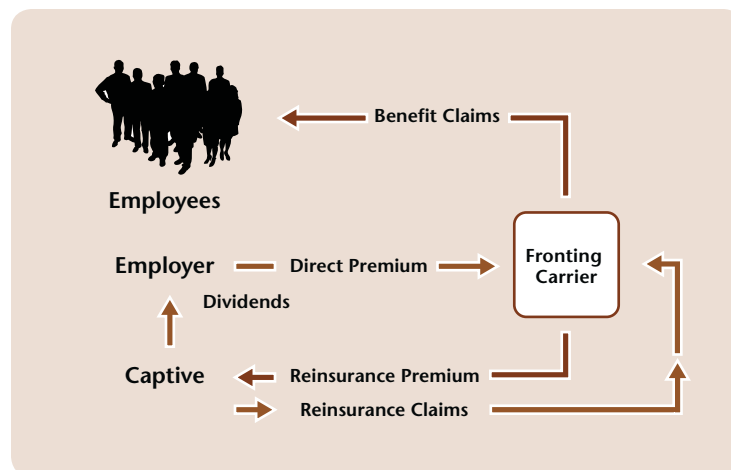 Benefit Claims
Employees
Employer
Direct Premium
Fronting
Carrier
Dividends
Captive
Reinsurance Premium
Reinsurance Claims